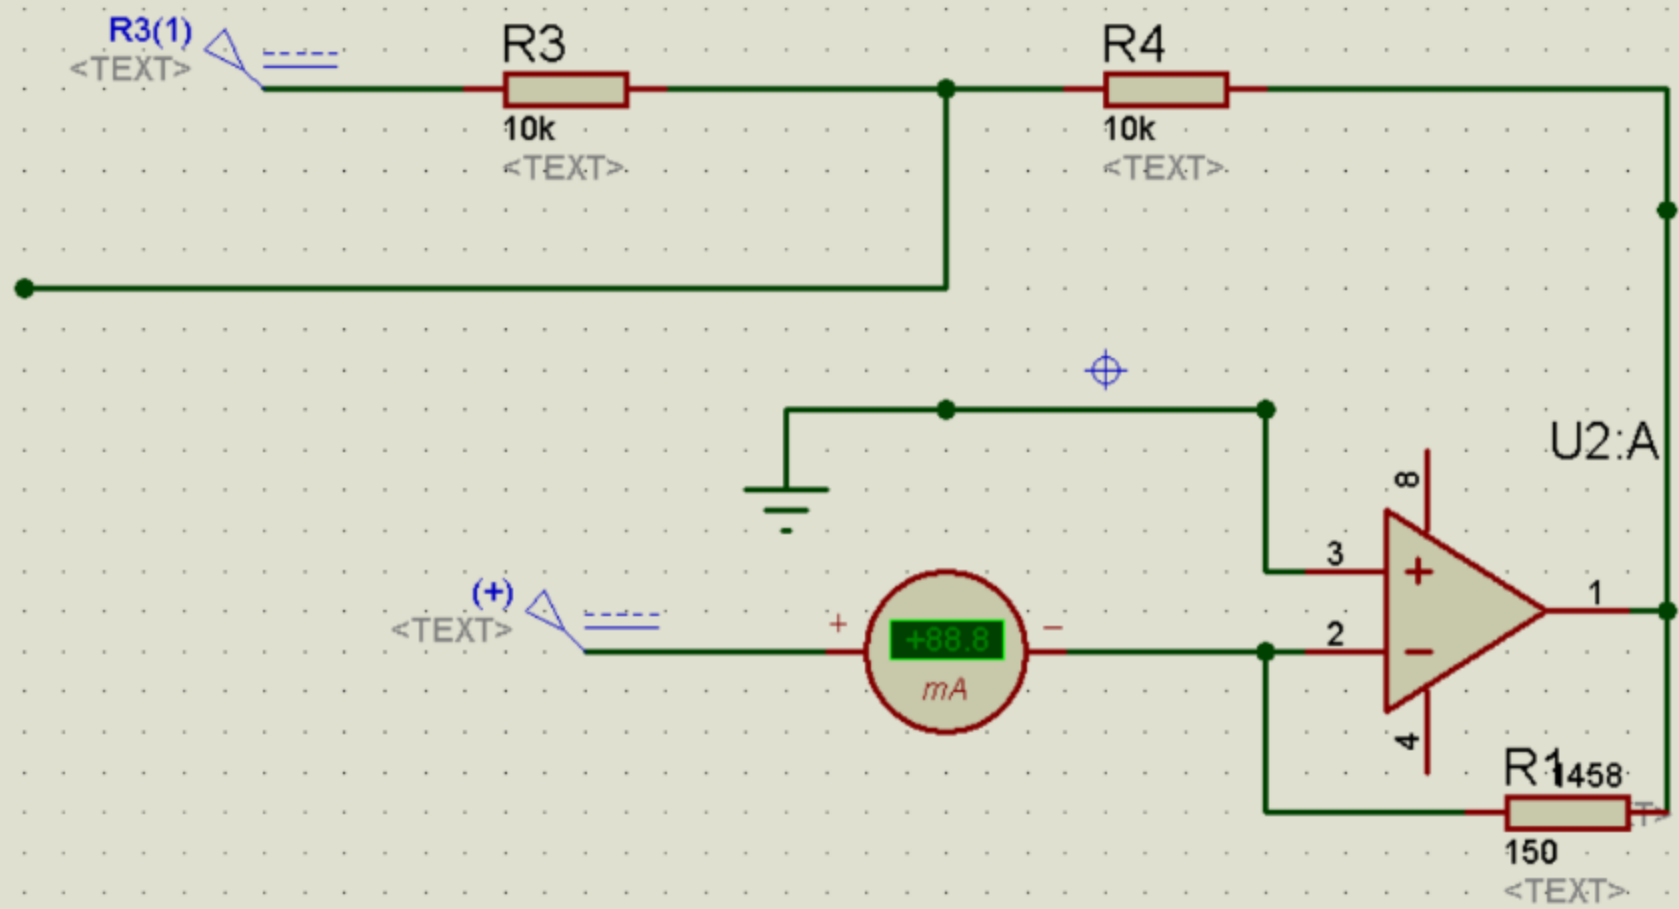 R3(1)
<TEXT>
R3
10k
<TEXT>
R4
10k
<TEXT>
U2:A
8
3
+
1
2
−
4
(+)
<TEXT>
+
+88.8
−
mA
R1
1458
150
<TEXT>